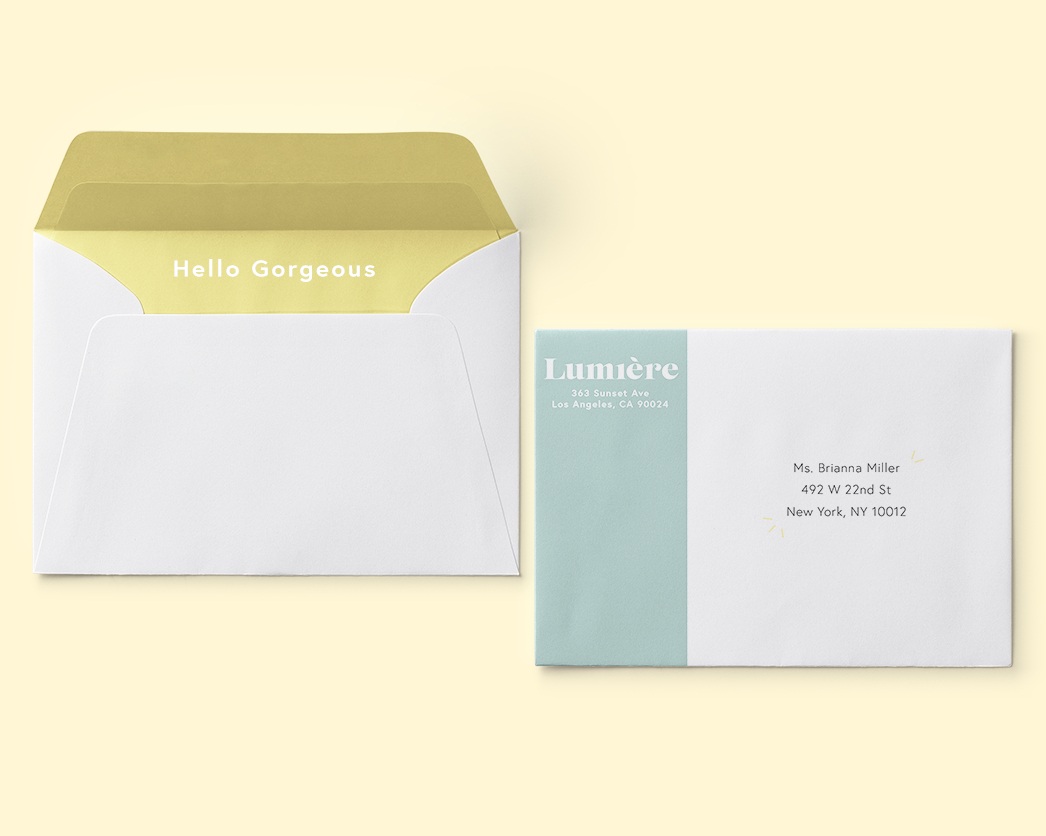 Hello Gorgeous
Lumière
363 Sunset Ave
Los Angeles, CA 90024
Ms. Brianna Miller
492 W 22nd St
New York, NY 10012